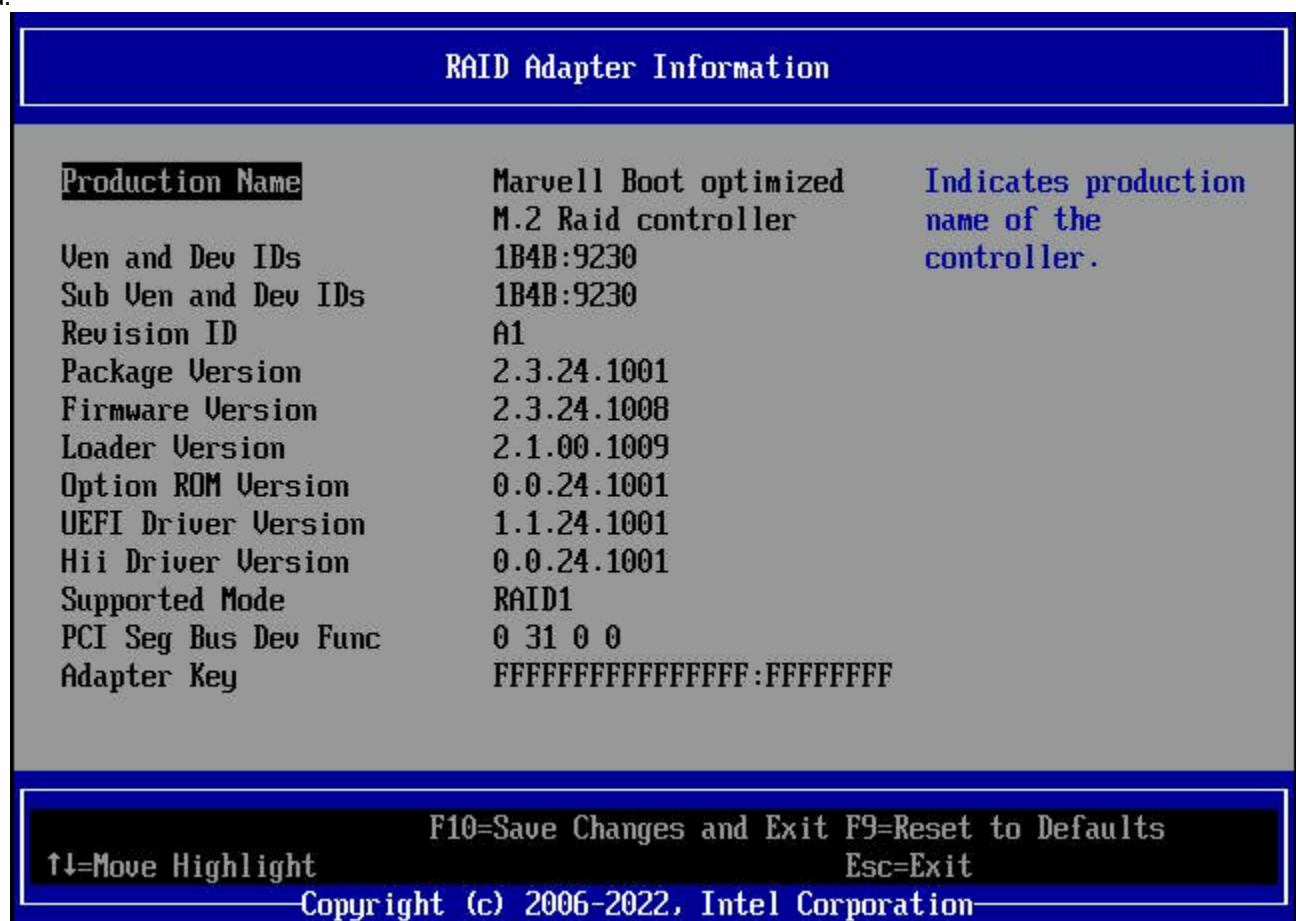 RAID Adapter Information
Production Name Marvell Boot optimized Indicates production
M.2 Raid controller name of the
Ven and Dev IDs 1B4B:9230 controller.
Sub Ven and Dev IDs 1B4B:9230
Revision ID A1
Package Version 2.3.24.1001
Firmware Version 2.3.24.1008
Loader Version 2.1.00.1009
Option ROM Version 0.0.24.1001
UEFI Driver Version 1.1.24.1001
Hii Driver Version 0.0.24.1001
Supported Mode RAID1
PCI Seg Bus Dev Func 0 31 0 0
Adapter Key FFFFFFFFFFFFFFFF:FFFFFFFF
F10=Save Changes and Exit F9=Reset to Defaults
↑↓=Move Highlight Esc=Exit
Copyright (c) 2006-2022, Intel Corporation